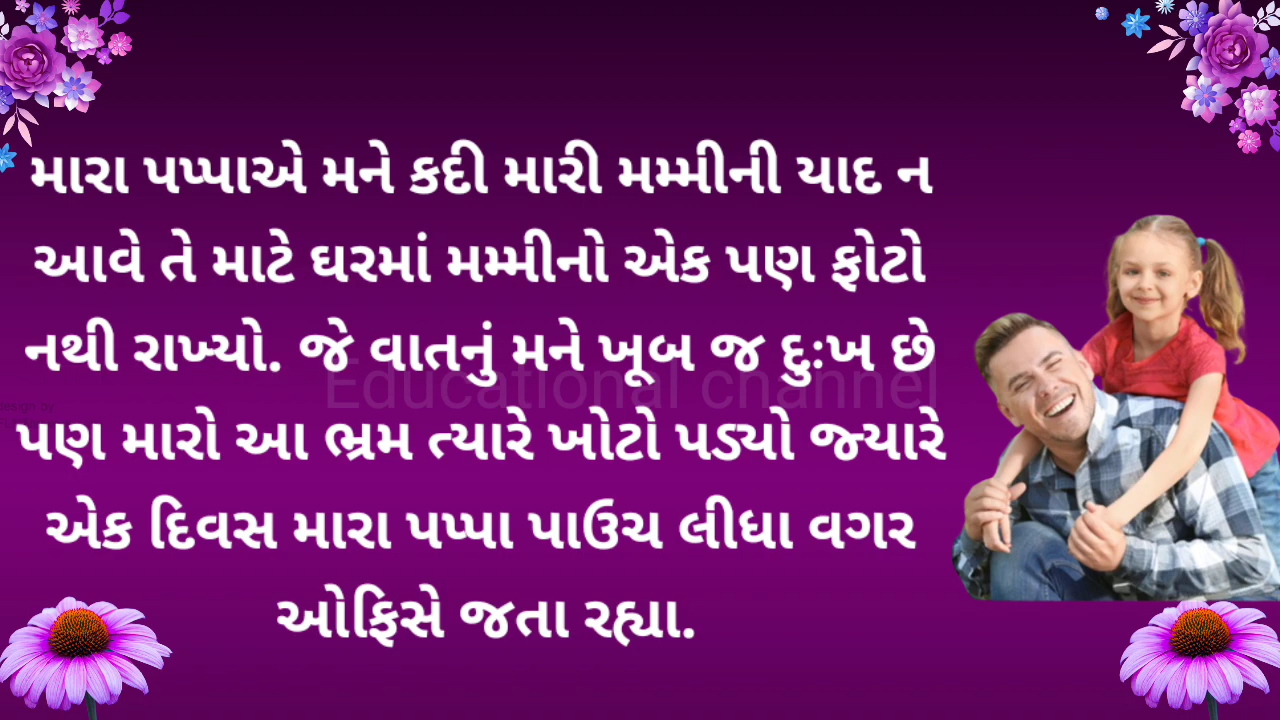 મારા પપ્પાએ મને કદી મારી મમ્મીની યાદ ન
આવે તે માટે ઘરમાં મમ્મીનો એક પણ ફોટો
નથી રાખ્યો. જે વાતનું મને ખૂબ જ દુઃખ છે
Educational channel
પણ મારો આ ભ્રમ ત્યારે ખોટો પડ્યો જ્યારે
એક દિવસ મારા પપ્પા પાઉચ લીધા વગર
ઓફિસે જતા રહ્યા.